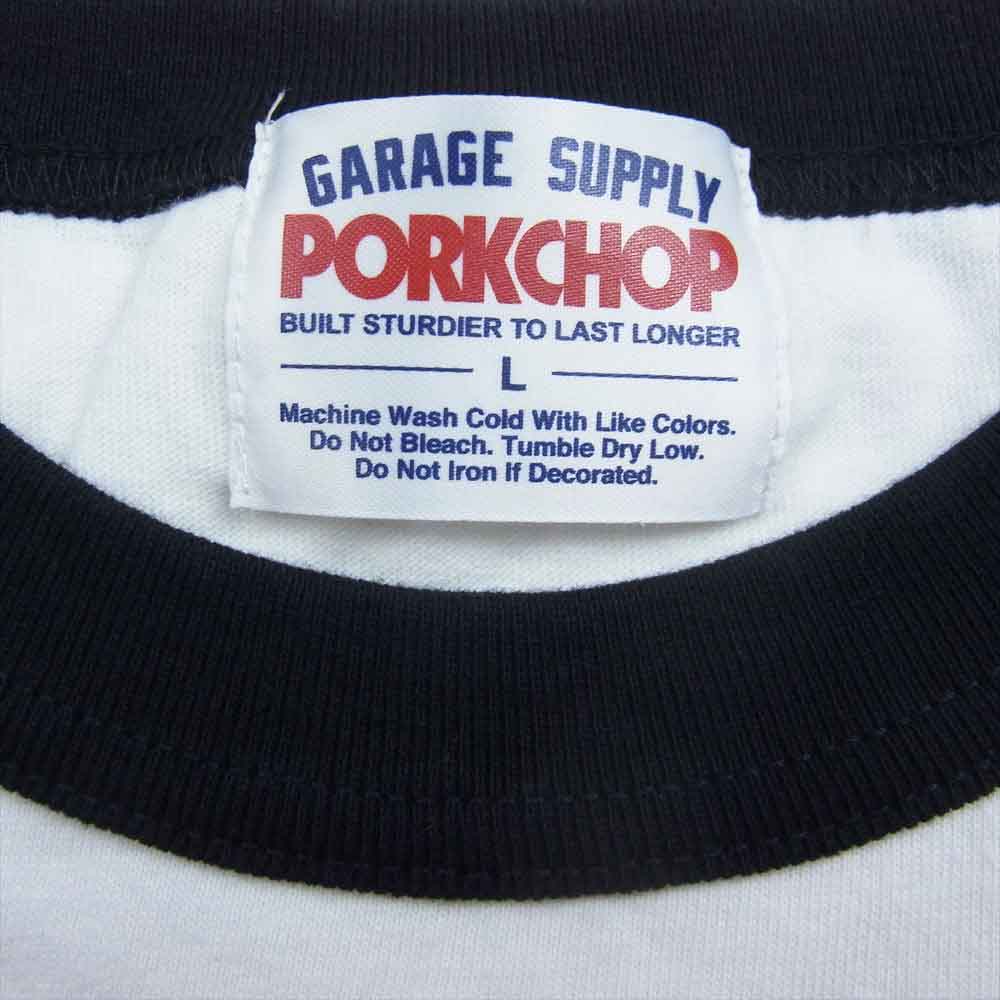 GARAGE SUPPLY
PORKCHOP
BUILT STURDIER TO LAST LONGER
L
Machine Wash Cold With Like Colors.
Do Not Bleach. Tumble Dry Low.
Do Not Iron If Decorated.